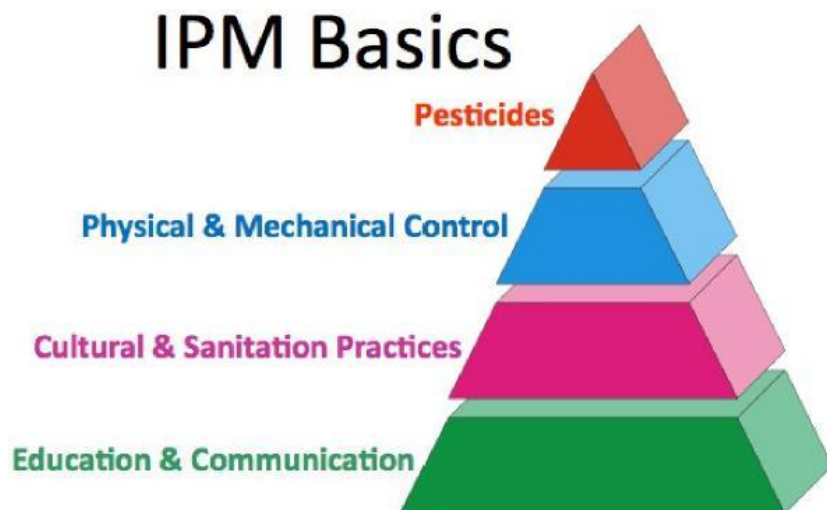 IPM Basics
Pesticides
Physical & Mechanical Control
Cultural & Sanitation Practices
Education & Communication